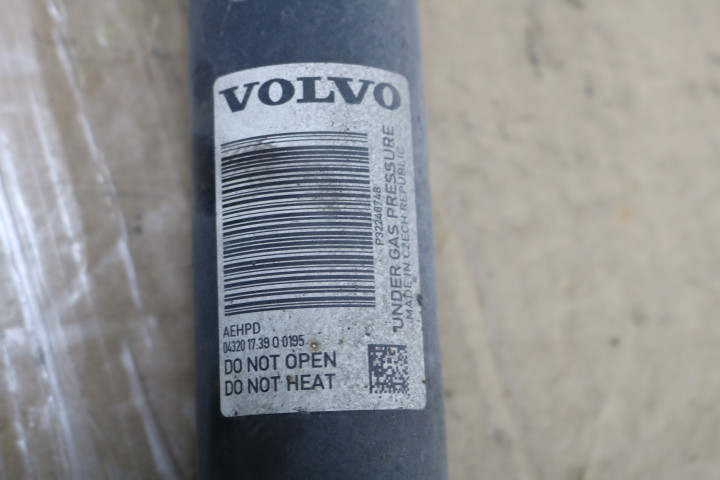 VOLVO
P32248748
UNDER GAS PRESSURE
MADE IN CZECH REPUBLIC
AEHPD
04320 17:39 0 0195
DO NOT OPEN
DO NOT HEAT